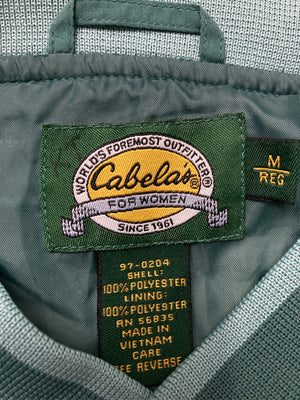 WORLD'S FOREMOST OUTFITTER®
Cabela's®
FOR WOMEN
SINCE 1961
M
REG
97-0204
SHELL:
100% POLYESTER
LINING:
100% POLYESTER
RN 56835
MADE IN
VIETNAM
CARE
SEE REVERSE